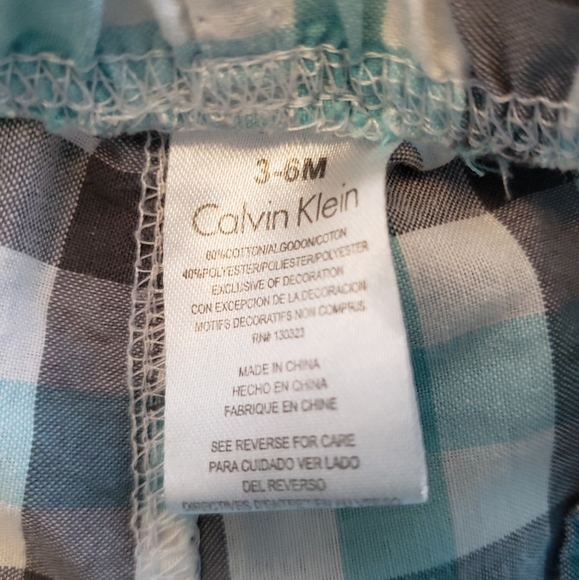 3-6M
Calvin Klein
60%COTTON/ALGODON/COTON
40%POLYESTER/POLIESTER/POLYESTER
EXCLUSIVE OF DECORATION
CON EXCEPCION DE LA DECORACION
MOTIFS DECORATIFS NON COMPRIS
RN# 130323
MADE IN CHINA
HECHO EN CHINA
FABRIQUE EN CHINE
SEE REVERSE FOR CARE
PARA CUIDADO VER LADO
DEL REVERSO